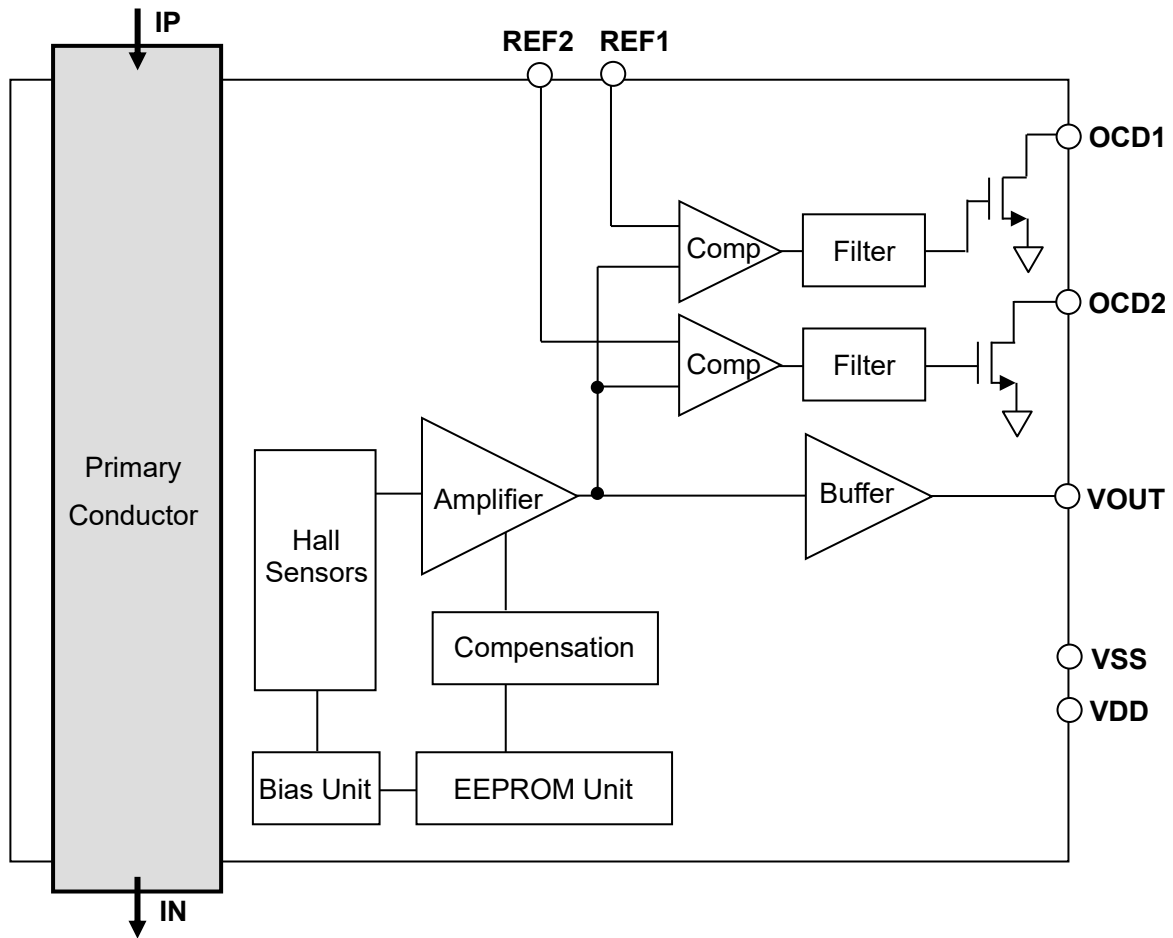 IP
REF2
REF1
OCD1
Comp
Filter
OCD2
Comp
Filter
Primary
Conductor
Hall
Sensors
Amplifier
Buffer
VOUT
Compensation
VSS
VDD
Bias Unit
EEPROM Unit
IN